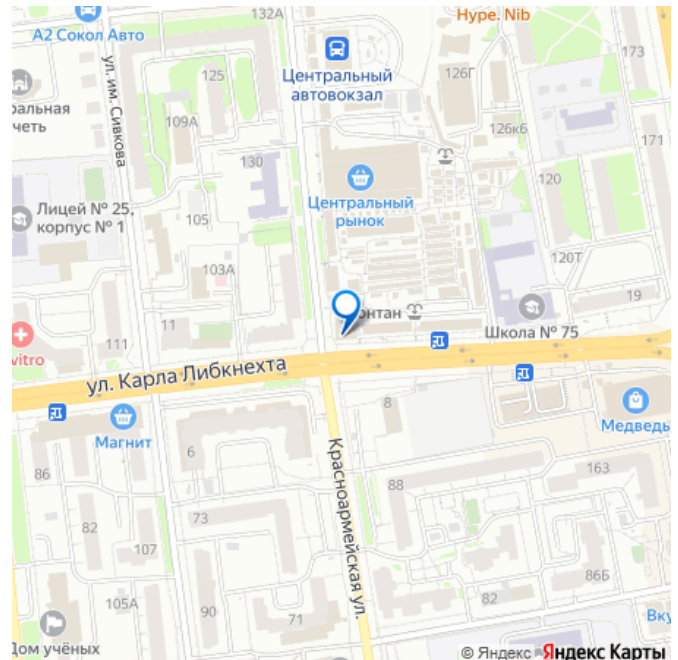 132А
Hype. Nib
А2 Сокол Авто
173
Центральный
автовокзал
125
126Г
ральная
четь
ул. им. Сивкова
109А
126к6
171
130
120
Центральный
рынок
Лицей № 25,
корпус № 1
105
103А
120Т
19
онтан
11
Школа № 75
111
vitro
ул. Карла Либкнехта
Магнит
8
Медведь
6
Красноармейская ул.
86
88
163
73
82
107
86Б
105А
90
71
82
Дом учёных
Вку
© Яндекс Яндекс Карты